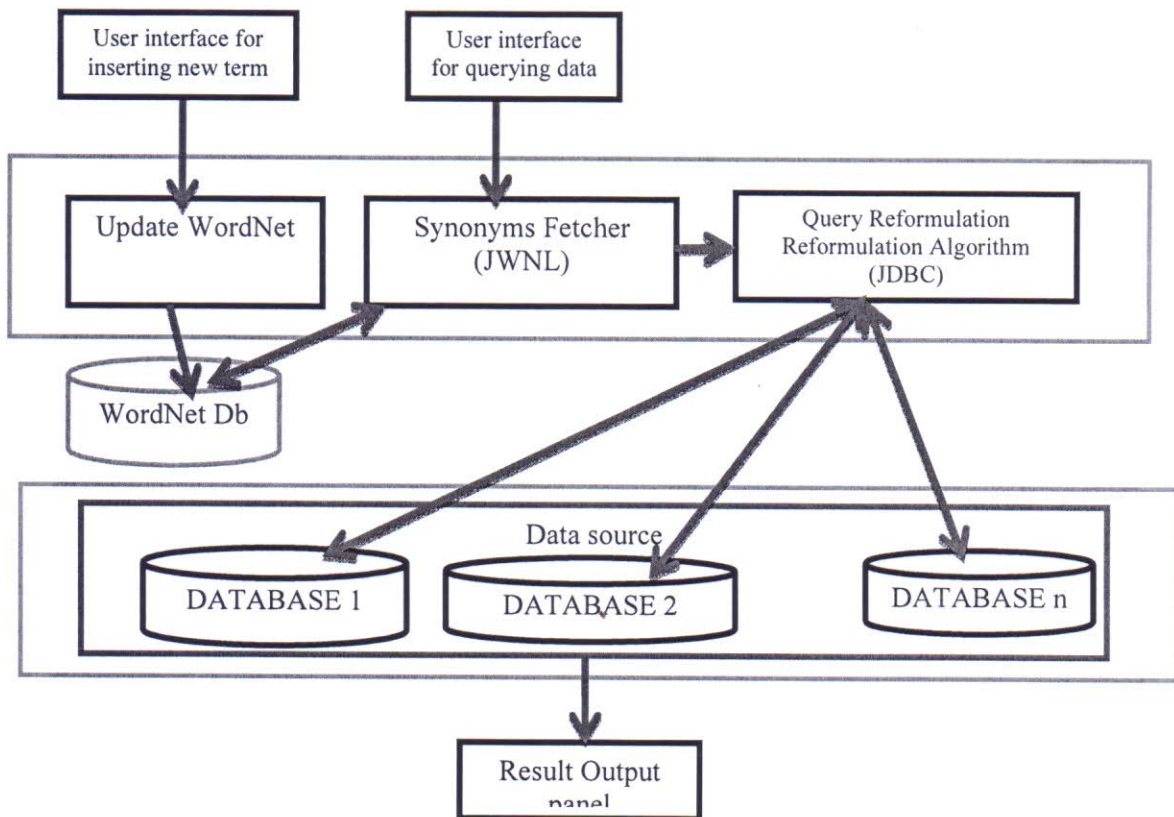 User interface for
inserting new term
User interface
for querying data
Update WordNet
Synonyms Fetcher
(JWNL)
Query Reformulation
Reformulation Algorithm
(JDBC)
WordNet Db
Data source
DATABASE 1
DATABASE 2
DATABASE n
Result Output
panel